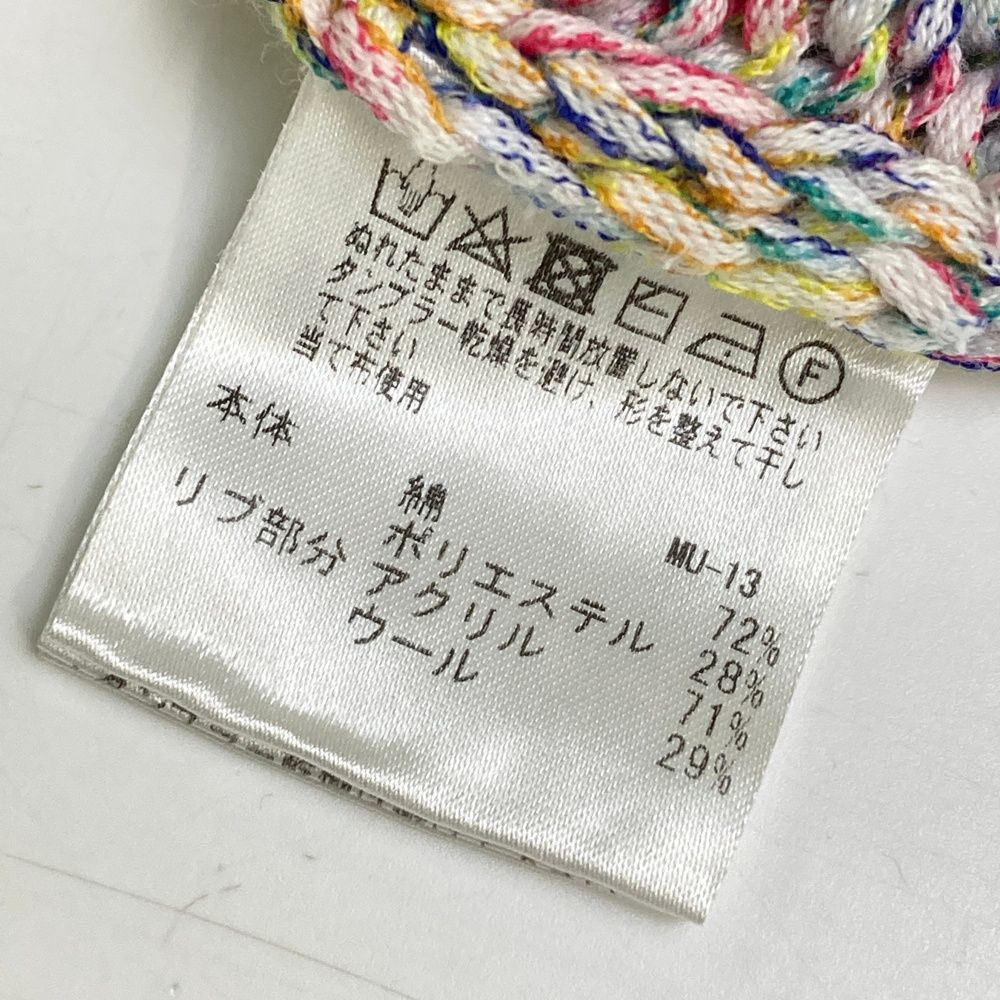 F
ぬれたままで長時間放置しないで下さい
タンブラー乾燥を避け、形を整えて干し
て下さい
当て布使用
MU-13
本体 綿 72%
ポリエステル 28%
リブ部分 アクリル 71%
ウール 29%